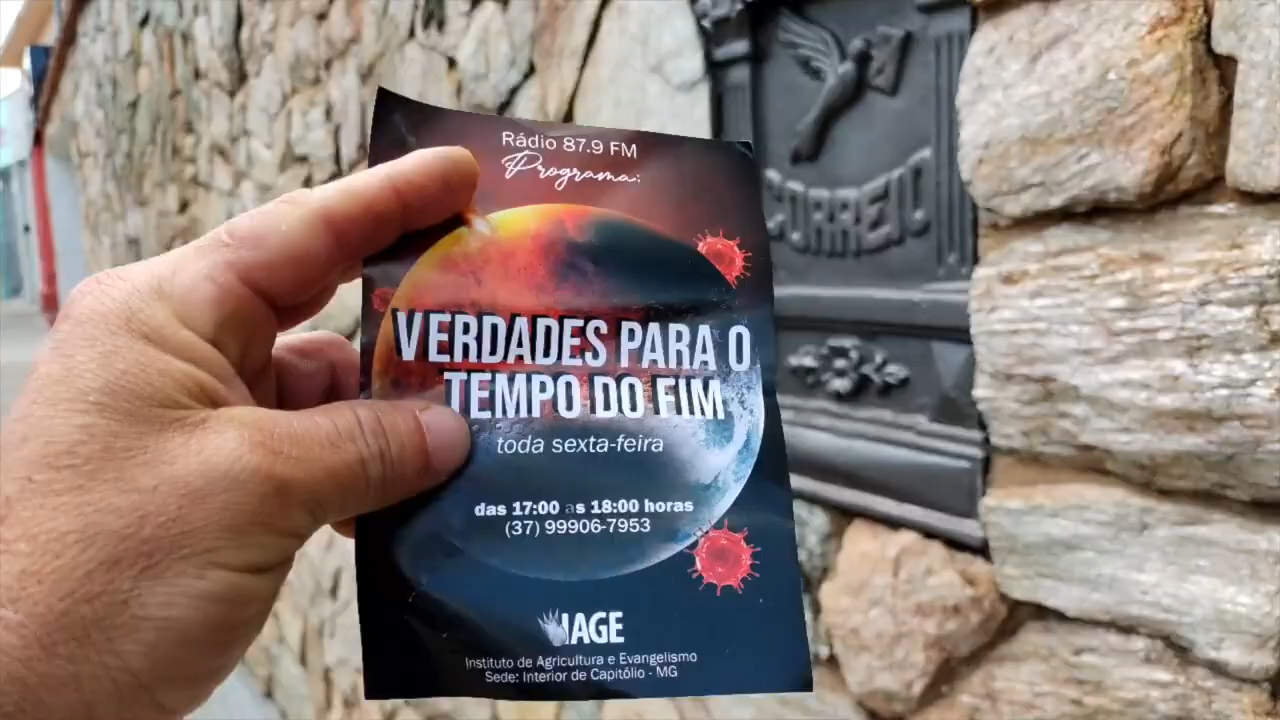 Rádio 87.9 FM
Programa:
VERDADES PARA O
TEMPO DO FIM
toda sexta-feira
das 17:00 as 18:00 horas
(37) 99906-7953
IAGE
Instituto de Agricultura e Evangelismo
Sede: Interior de Capitólio - MG
CORREIO